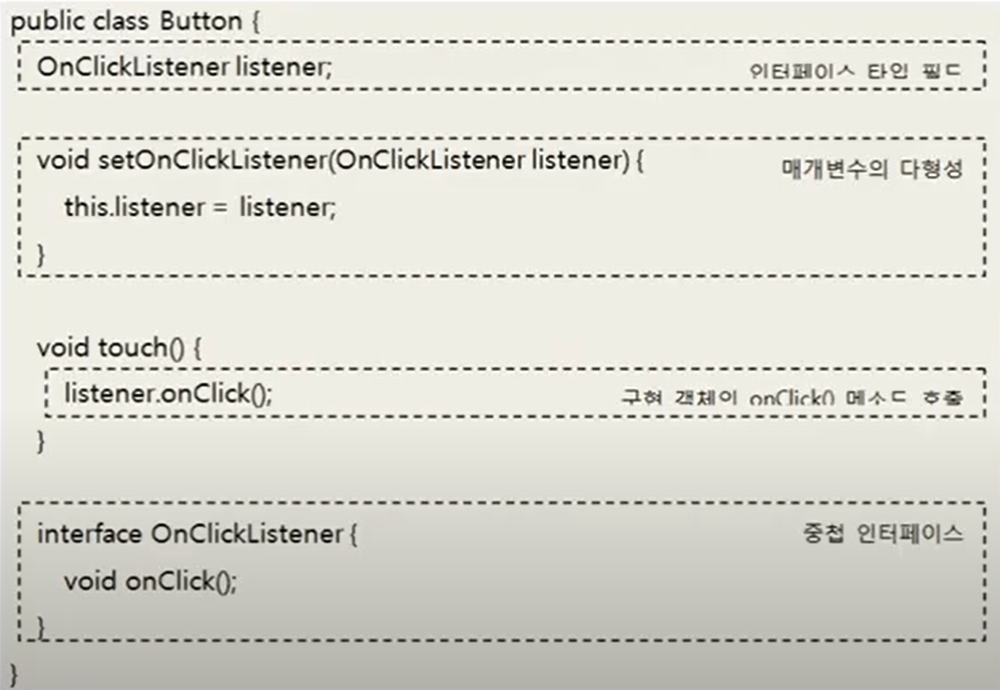 public class Button {
OnClickListener listener; 인터페이스 타입 필드
void setOnClickListener(OnClickListener listener) { 매개변수의 다형성
this.listener = listener;
}
void touch() {
listener.onClick(); 구현 객체의 onClick() 메소드 호출
}
interface OnClickListener { 중첩 인터페이스
void onClick();
}
}